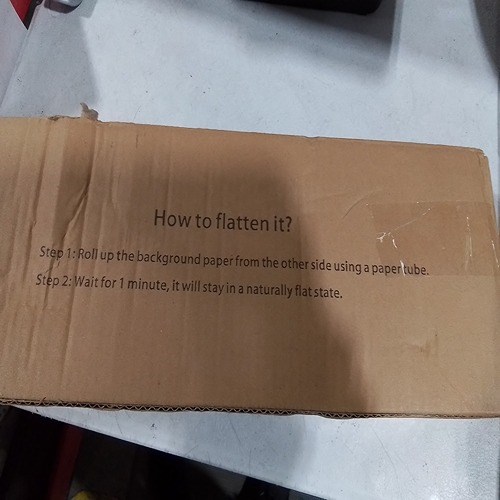 How to flatten it?
Step 1: Roll up the background paper from the other side using a paper tube.
Step 2: Wait for 1 minute, it will stay in a naturally flat state.